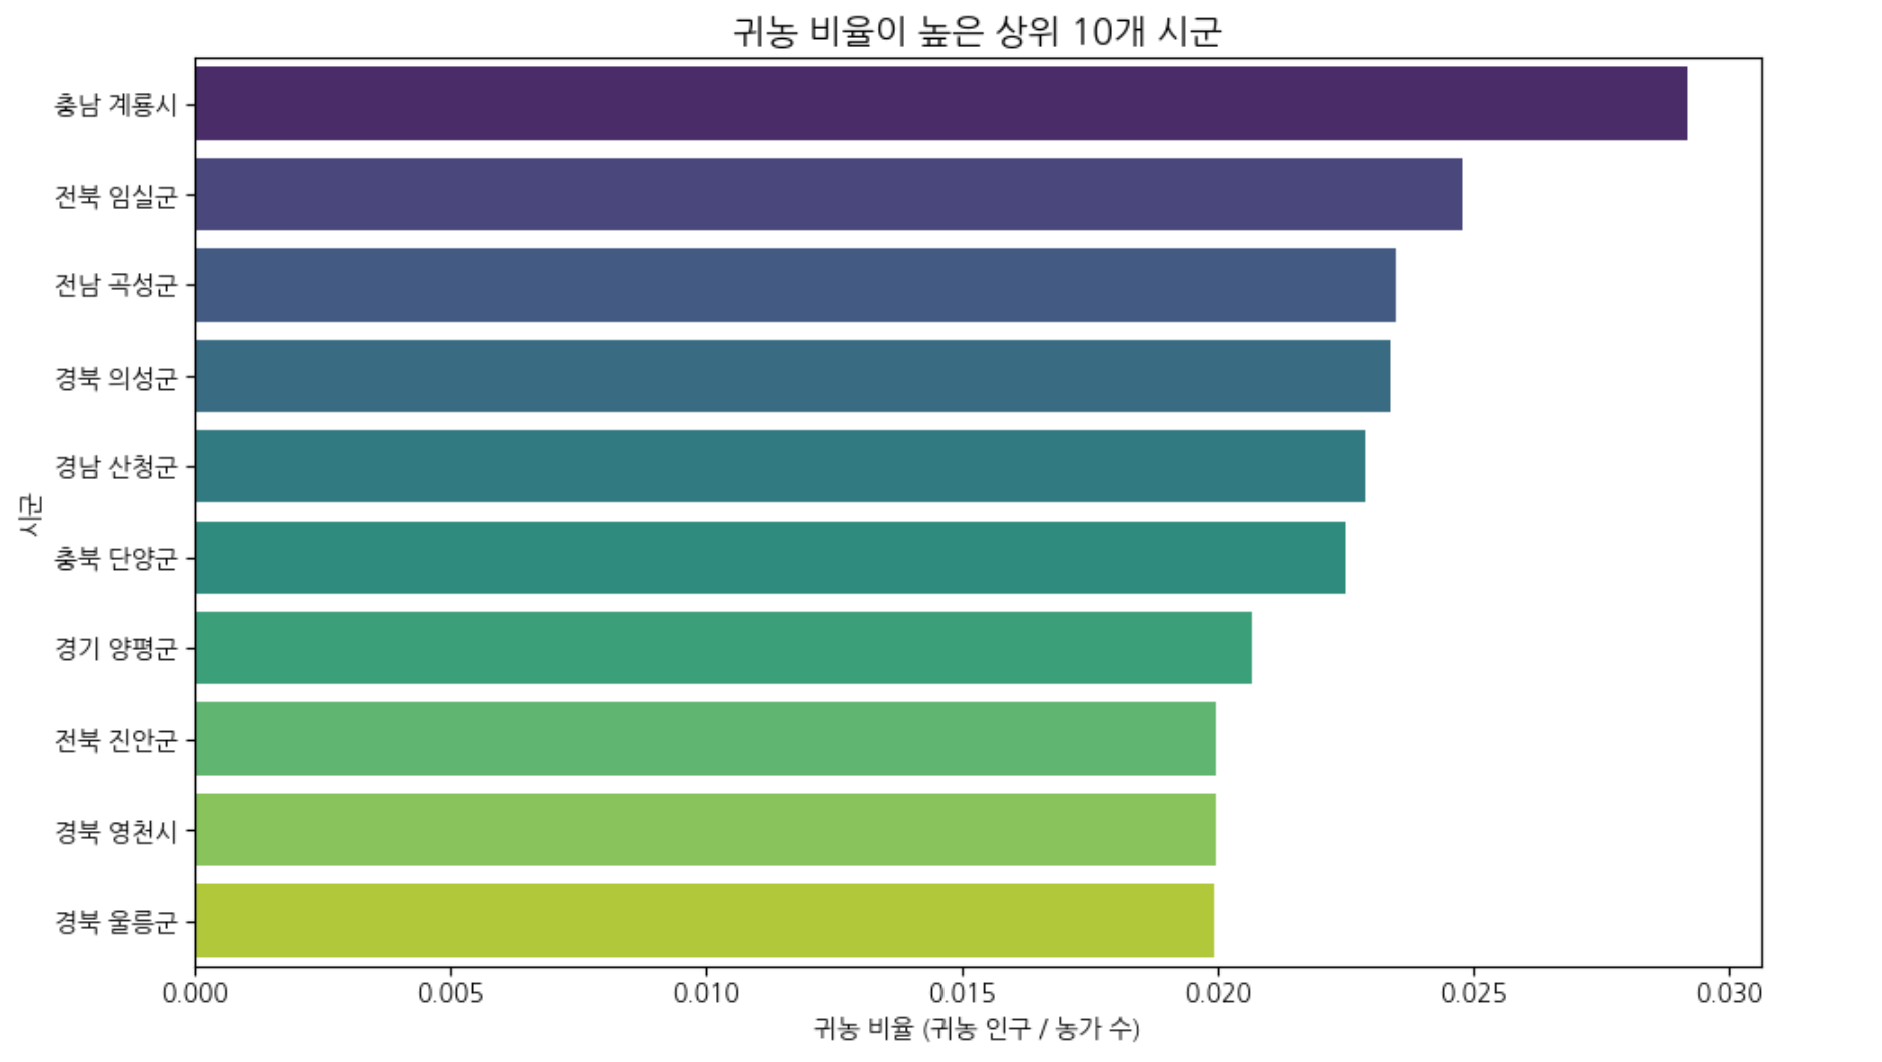 귀농 비율이 높은 상위 10개 시군
충남 계룡시
전북 임실군
전남 곡성군
경북 의성군
경남 산청군
충북 단양군
경기 양평군
전북 진안군
경북 영천시
경북 울릉군
시군
0.000 0.005 0.010 0.015 0.020 0.025 0.030
귀농 비율 (귀농 인구 / 농가 수)